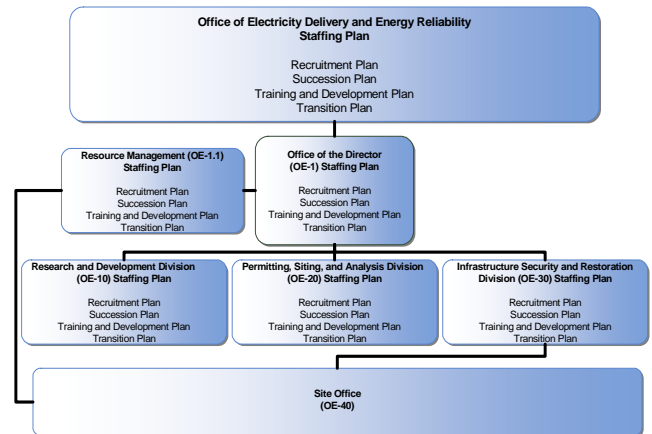 Office of Electricity Delivery and Energy Reliability
Staffing Plan
Recruitment Plan
Succession Plan
Training and Development Plan
Transition Plan
Resource Management (OE-1.1)
Staffing Plan
Recruitment Plan
Succession Plan
Training and Development Plan
Transition Plan
Office of the Director
(OE-1) Staffing Plan
Recruitment Plan
Succession Plan
Training and Development Plan
Transition Plan
Research and Development Division
(OE-10) Staffing Plan
Recruitment Plan
Succession Plan
Training and Development Plan
Transition Plan
Permitting, Siting, and Analysis Division
(OE-20) Staffing Plan
Recruitment Plan
Succession Plan
Training and Development Plan
Transition Plan
Infrastructure Security and Restoration
Division (OE-30) Staffing Plan
Recruitment Plan
Succession Plan
Training and Development Plan
Transition Plan
Site Office
(OE-40)